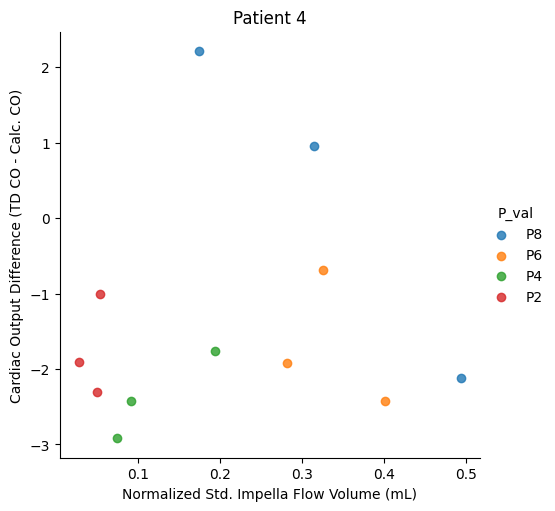 Patient 4
Cardiac Output Difference (TD CO - Calc. CO)
2
1
0
−1
−2
−3
0.1
0.2
0.3
0.4
0.5
Normalized Std. Impella Flow Volume (mL)
P_val
P8
P6
P4
P2